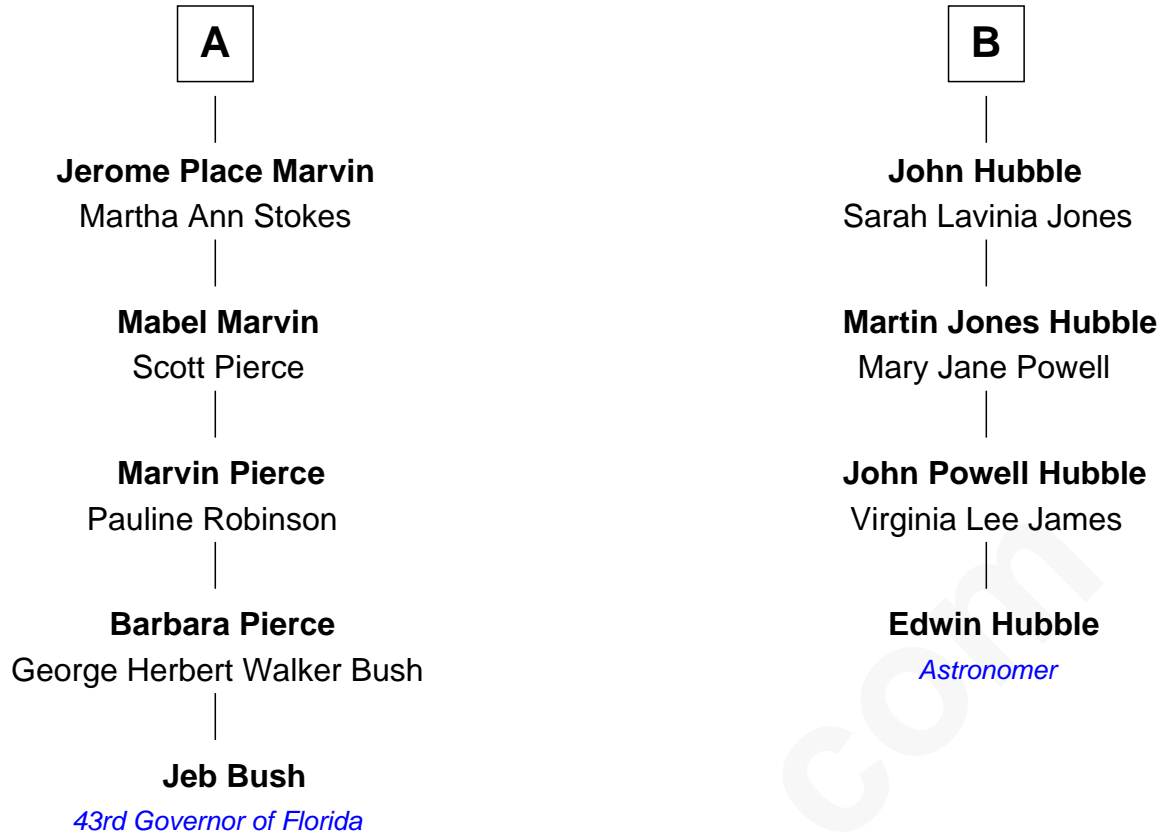 A
Jerome Place Marvin
Martha Ann Stokes
Mabel Marvin
Scott Pierce
Marvin Pierce
Pauline Robinson
Barbara Pierce
George Herbert Walker Bush
Jeb Bush
43rd Governor of Florida
B
John Hubble
Sarah Lavinia Jones
Martin Jones Hubble
Mary Jane Powell
John Powell Hubble
Virginia Lee James
Edwin Hubble
Astronomer
com